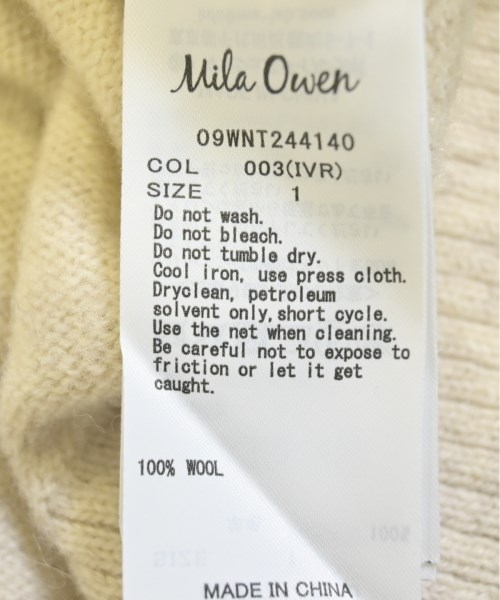 Mila Owen
09WNT244140
COL 003(IVR)
SIZE 1
Do not wash.
Do not bleach.
Do not tumble dry.
Cool iron, use press cloth.
Dryclean, petroleum
solvent only, short cycle.
Use the net when cleaning.
Be careful not to expose to
friction or let it get
caught.
100% WOOL
MADE IN CHINA